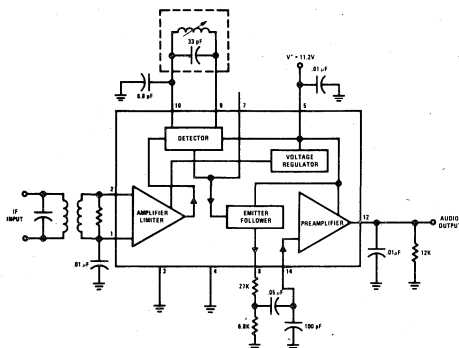 33 pF
6.8 pF
V+ = 11.2V
.01 µF
10
9
7
5
DETECTOR
VOLTAGE
REGULATOR
IF
INPUT
2
1
AMPLIFIER
LIMITER
EMITTER
FOLLOWER
PREAMPLIFIER
12
AUDIO
OUTPUT
.01µF
.01µF
12K
3
4
8
14
27K
.05 µF
6.8K
100 pF